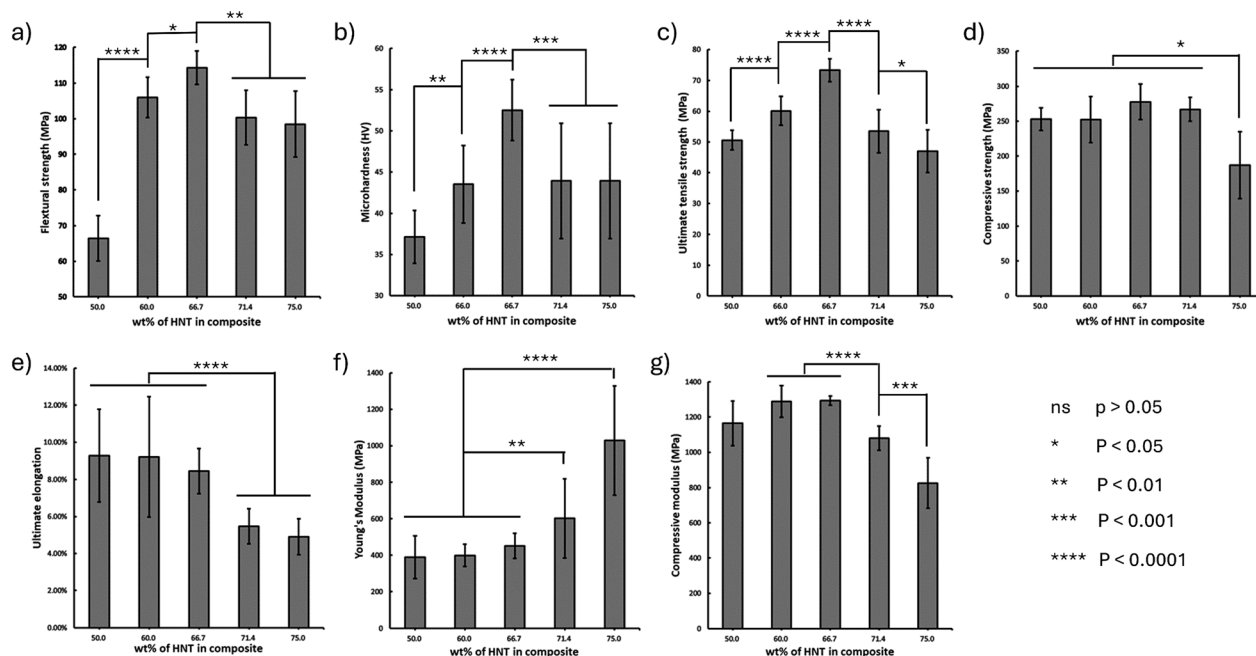 a)
****
*
**
Flextural strength (MPa)
120
110
100
90
80
70
60
50
50.0 60.0 66.7 71.4 75.0
wt% of HNT in composite
b)
**
****
***
Microhardness (HV)
60
55
50
45
40
35
30
50.0 66.0 66.7 71.4 75.0
wt% of HNT in composite
c)
****
****
****
*
Ultimate tensile strength (MPa)
80
70
60
50
40
30
20
10
0
50.0 66.0 66.7 71.4 75.0
wt% of HNT in composite
d)
*
Compressive strength (MPa)
350
300
250
200
150
100
50
0
50.0 60.0 66.7 71.4 75.0
wt% of HNT in composite
e)
****
Ultimate elongation
14.00%
12.00%
10.00%
8.00%
6.00%
4.00%
2.00%
0.00%
50.0 60.0 66.7 71.4 75.0
wt% of HNT in composite
f)
****
**
Young's Modulus (MPa)
1400
1200
1000
800
600
400
200
0
50.0 60.0 66.7 71.4 75.0
wt% of HNT in composite
g)
****
***
Compressive modulus (MPa)
1400
1200
1000
800
600
400
200
0
50.0 60.0 66.7 71.4 75.0
wt% of HNT in composite
ns p > 0.05
* P < 0.05
** P < 0.01
*** P < 0.001
**** P < 0.0001